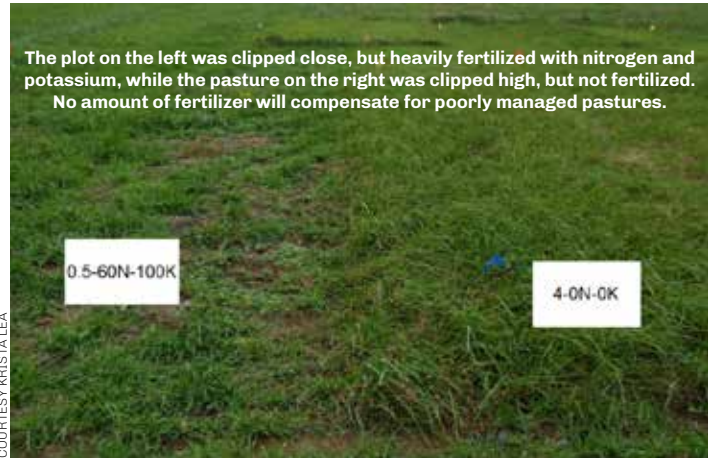 The plot on the left was clipped close, but heavily fertilized with nitrogen and
potassium, while the pasture on the right was clipped high, but not fertilized.
No amount of fertilizer will compensate for poorly managed pastures.
0.5-60N-100K
4-0N-0K
COURTESY KRISTA LEA